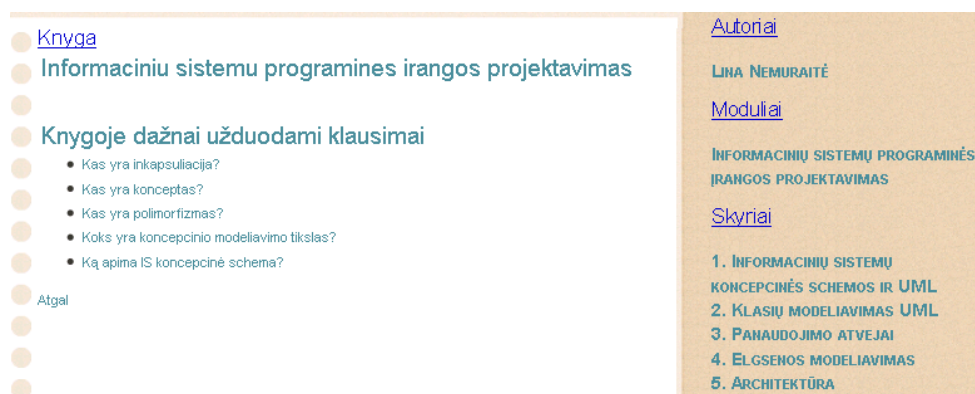 Knyga
Informaciniu sistemu programines irangos projektavimas
Knygoje dažnai užduodami klausimai
Kas yra inkapsuliacija?
Kas yra konceptas?
Kas yra polimorfizmas?
Koks yra koncepcinio modeliavimo tikslas?
Ką apima IS koncepcinė schema?
Atgal
Autoriai
LINA NEMURAITĖ
Moduliai
INFORMACINIŲ SISTEMŲ PROGRAMINĖS
ĮRANGOS PROJEKTAVIMAS
Skyriai
1. INFORMACINIŲ SISTEMŲ
KONCEPCINĖS SCHEMOS IR UML
2. KLASIŲ MODELIAVIMAS UML
3. PANAUDOJIMO ATVEJAI
4. ELGSENOS MODELIAVIMAS
5. ARCHITEKTŪRA